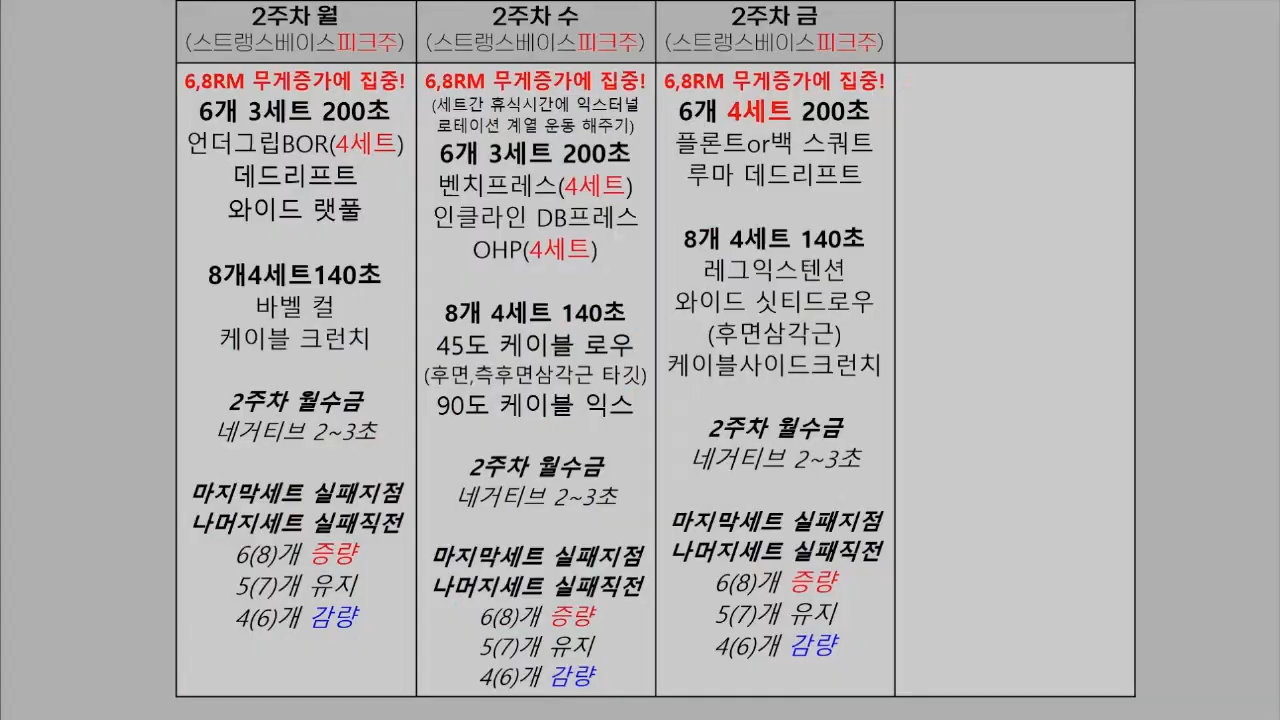 2주차 월
(스트랭스베이스피크주)
6,8RM 무게증가에 집중!
6개 3세트 200초
언더그립BOR(4세트)
데드리프트
와이드 랫풀
8개4세트140초
바벨 컬
케이블 크런치
2주차 월수금
네거티브 2~3초
마지막세트 실패지점
나머지세트 실패직전
6(8)개 증량
5(7)개 유지
4(6)개 감량
2주차 수
(스트랭스베이스피크주)
6,8RM 무게증가에 집중!
(세트간 휴식시간에 익스터널
로테이션 계열 운동 해주기)
6개 3세트 200초
벤치프레스(4세트)
인클라인 DB프레스
OHP(4세트)
8개 4세트 140초
45도 케이블 로우
(후면,측후면삼각근 타깃)
90도 케이블 익스
2주차 월수금
네거티브 2~3초
마지막세트 실패지점
나머지세트 실패직전
6(8)개 증량
5(7)개 유지
4(6)개 감량
2주차 금
(스트랭스베이스피크주)
6,8RM 무게증가에 집중!
6개 4세트 200초
플론트or백 스쿼트
루마 데드리프트
8개 4세트 140초
레그익스텐션
와이드 싯티드로우
(후면삼각근)
케이블사이드크런치
2주차 월수금
네거티브 2~3초
마지막세트 실패지점
나머지세트 실패직전
6(8)개 증량
5(7)개 유지
4(6)개 감량